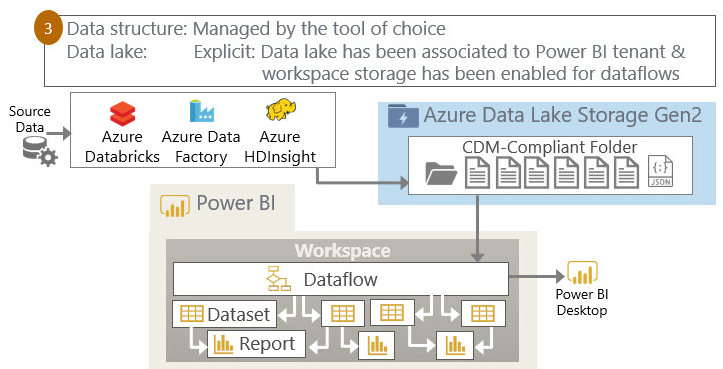 3
Data structure: Managed by the tool of choice
Data lake: Explicit: Data lake has been associated to Power BI tenant &
workspace storage has been enabled for dataflows
Source
Data
Azure
Databricks
Azure Data
Factory
Azure
HDInsight
Azure Data Lake Storage Gen2
CDM-Compliant Folder
{;}
JSON
Power BI
Workspace
Dataflow
Power BI
Desktop
Dataset
Report